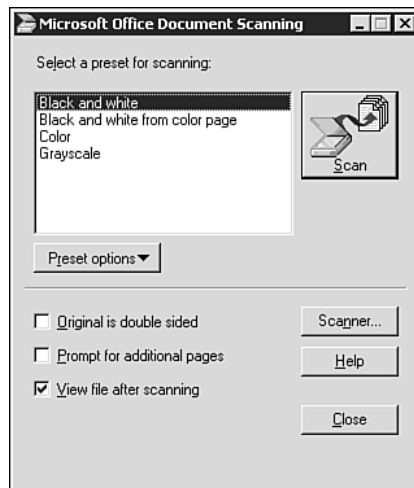 Microsoft Office Document Scanning
Select a preset for scanning:
Black and white
Black and white from color page
Color
Grayscale
Scan
Preset options
Original is double sided
Scanner...
Prompt for additional pages
Help
View file after scanning
Close